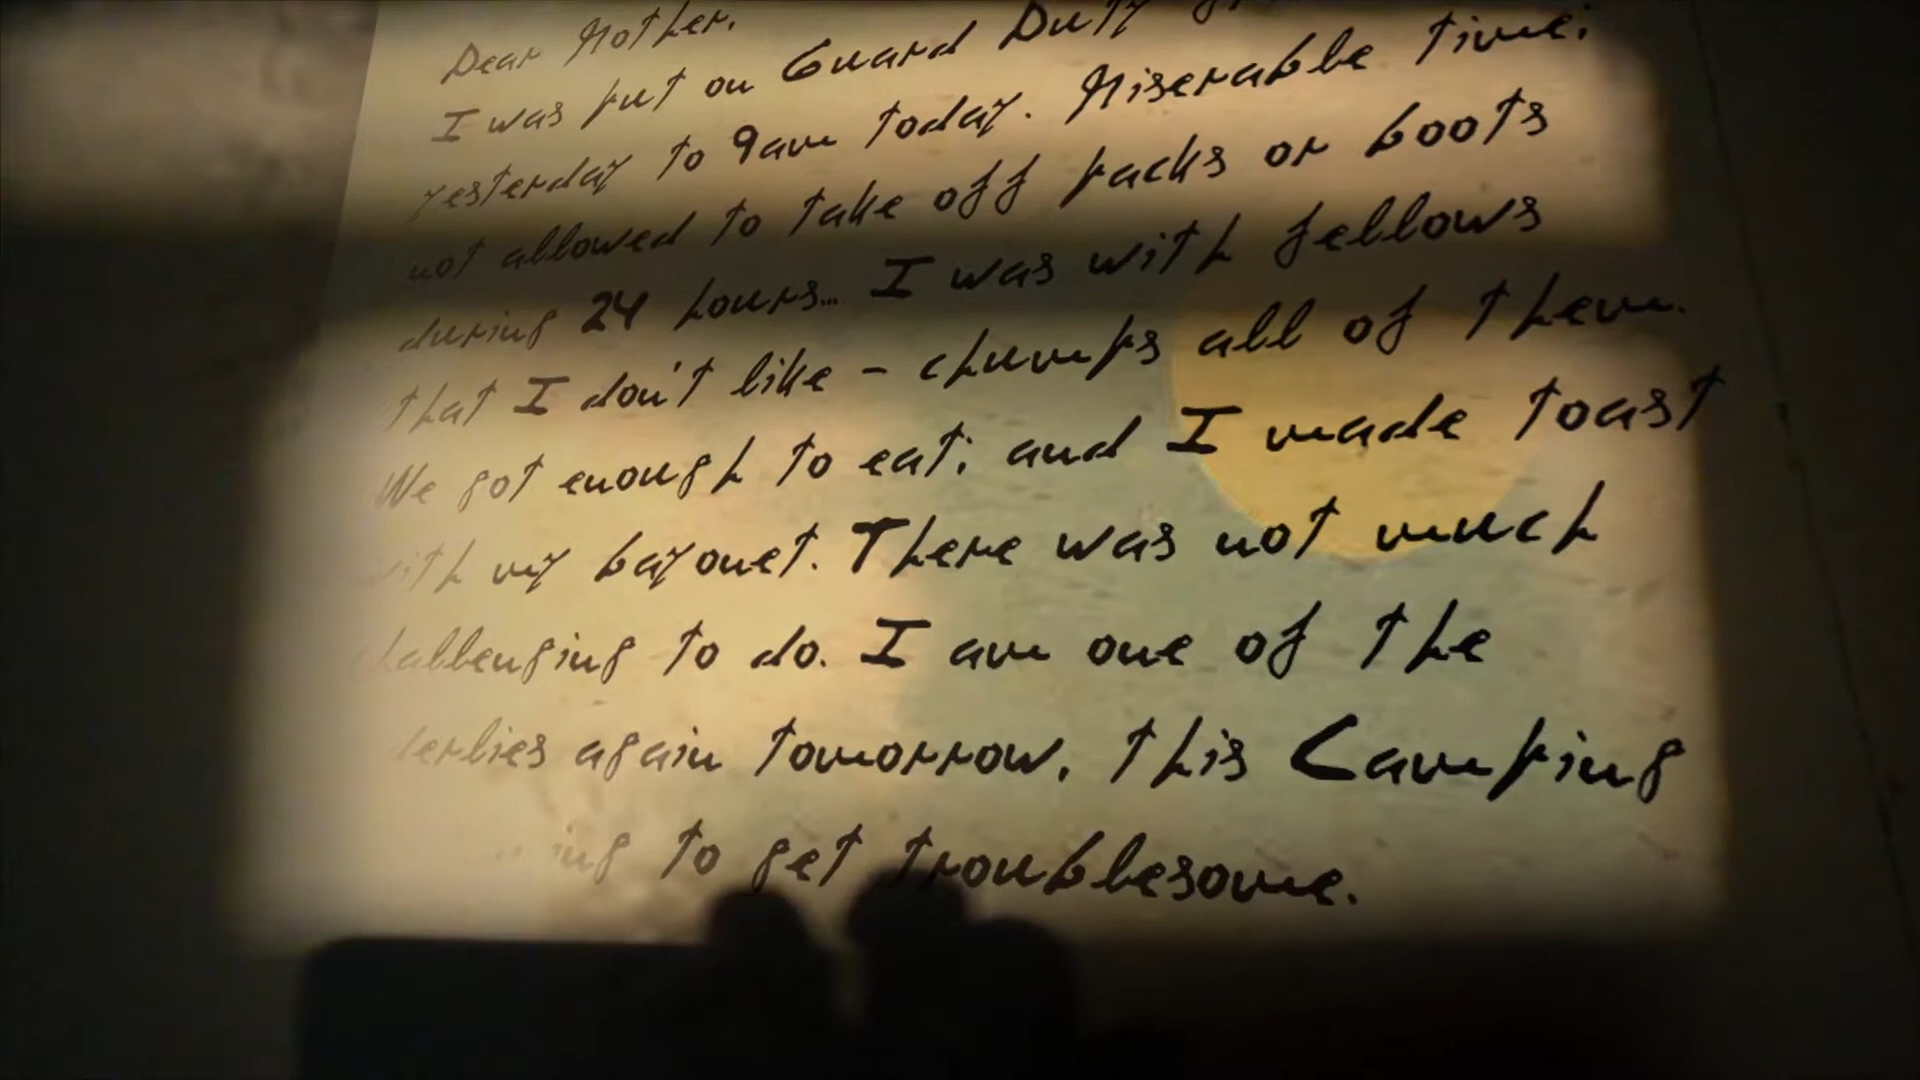 Dear Mother,
I was put on Guard Duty
yesterday to 9am today. Miserable time;
not allowed to take off packs or boots
during 24 hours... I was with fellows
that I don't like - chumps all of them.
We got enough to eat; and I made toast
with my bayonet. There was not much
challenging to do. I am one of the
again tomorrow, this Camping
to get troublesome.